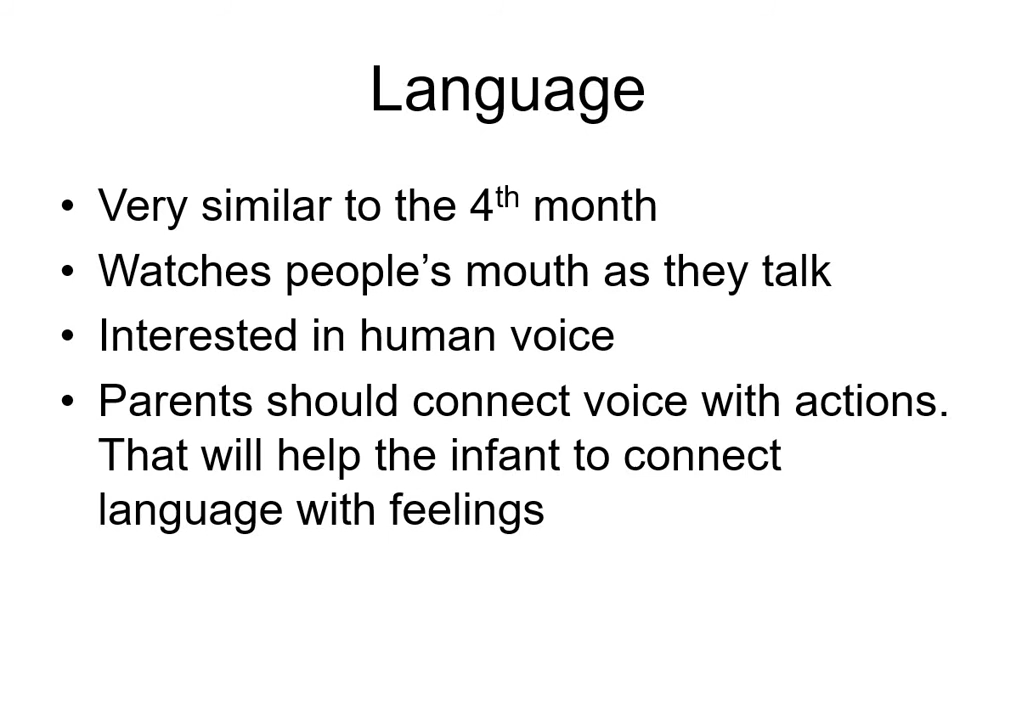 Language
• Very similar to the 4th month
• Watches people’s mouth as they talk
• Interested in human voice
• Parents should connect voice with actions.
That will help the infant to connect
language with feelings